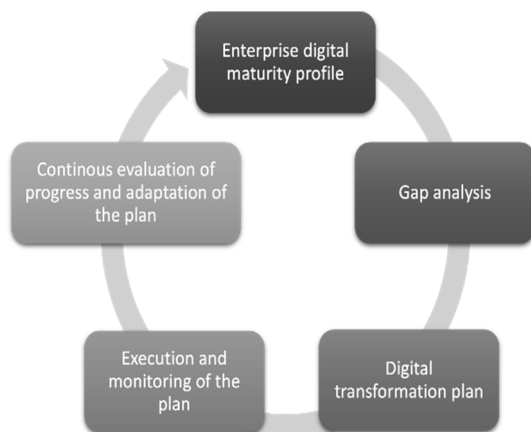 Enterprise digital
maturity profile
Gap analysis
Digital
transformation plan
Execution and
monitoring of the
plan
Continous evaluation of
progress and adaptation of
the plan